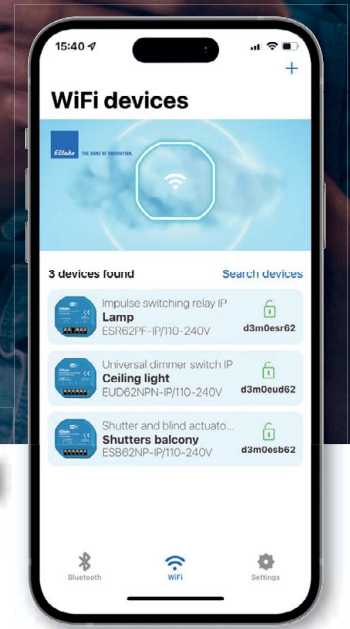 15:40
WiFi devices
Eltako THE HOME OF INNOVATION
3 devices found Search devices
Impulse switching relay IP
Lamp
ESR62PF-IP/110-240V
d3m0esr62
Universal dimmer switch IP
Ceiling light
EUD62NPN-IP/110-240V
d3m0eud62
Shutter and blind actuato...
Shutters balcony
ESB62NP-IP/110-240V
d3m0esb62
Bluetooth WiFi Settings